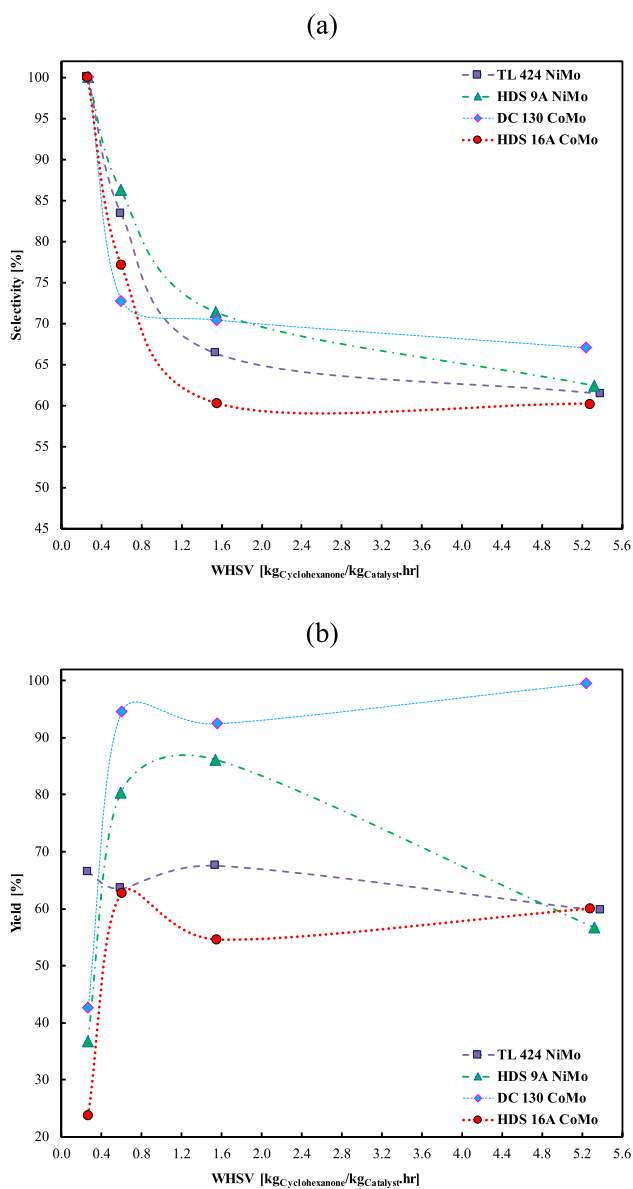 (a)
TL 424 NiMo
HDS 9A NiMo
DC 130 CoMo
HDS 16A CoMo
Selectivity [%]
100
95
90
85
80
75
70
65
60
55
50
45
0.0 0.4 0.8 1.2 1.6 2.0 2.4 2.8 3.2 3.6 4.0 4.4 4.8 5.2 5.6
WHSV [kgCyclohexanone/kgCatalyst.hr]
(b)
Yield [%]
100
90
80
70
60
50
40
30
20
TL 424 NiMo
HDS 9A NiMo
DC 130 CoMo
HDS 16A CoMo
0.0 0.4 0.8 1.2 1.6 2.0 2.4 2.8 3.2 3.6 4.0 4.4 4.8 5.2 5.6
WHSV [kgCyclohexanone/kgCatalyst.hr]